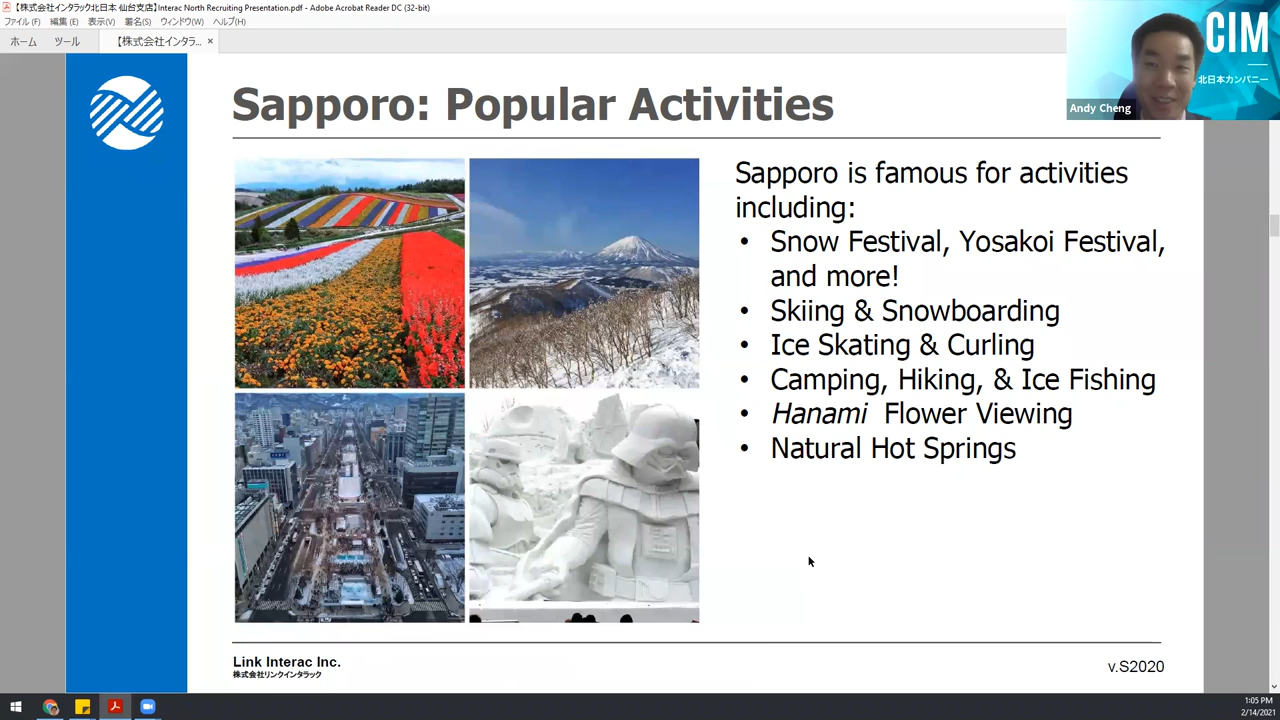 【株式会社インタラック北日本 仙台支店】Interac North Recruiting Presentation.pdf - Adobe Acrobat Reader DC (32-bit)
ファイル(F) 編集(E) 表示(V) 署名(S) ウィンドウ(W) ヘルプ(H)
ホーム ツール 【株式会社インタラ... ×
CIM
北日本カンパニー
Andy Cheng
Sapporo: Popular Activities
Sapporo is famous for activities
including:
• Snow Festival, Yosakoi Festival,
and more!
• Skiing & Snowboarding
• Ice Skating & Curling
• Camping, Hiking, & Ice Fishing
• Hanami Flower Viewing
• Natural Hot Springs
Link Interac Inc.
株式会社リンクインタラック
v.S2020
1:05 PM
2/14/2021